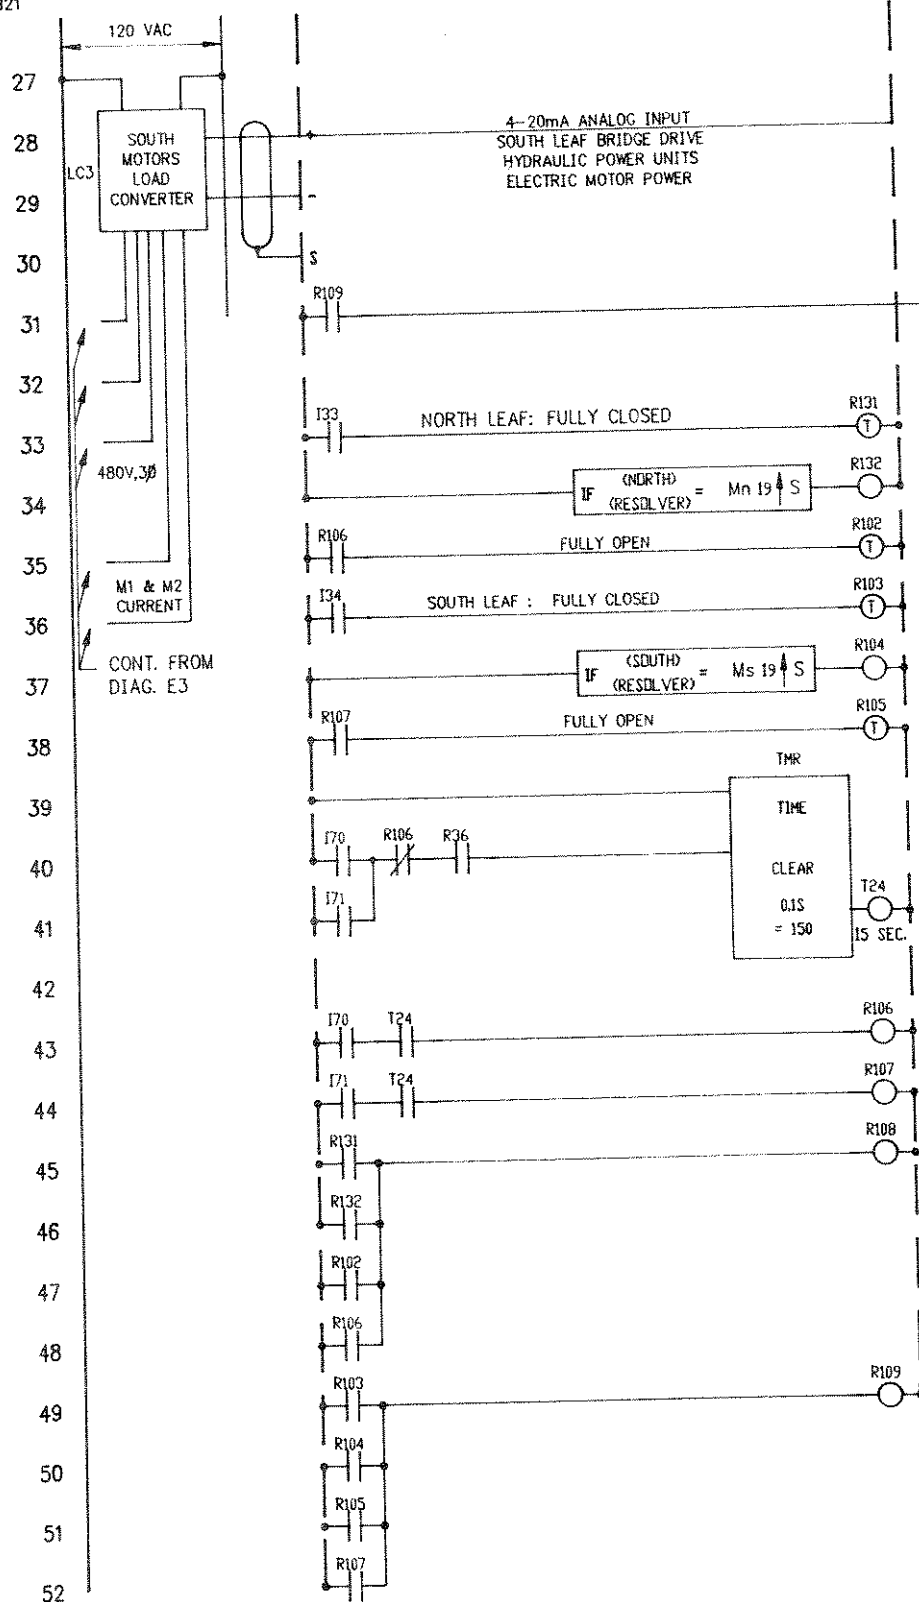 321
120 VAC
27
28
SOUTH
MOTORS
LOAD
CONVERTER
LC3
4-20mA ANALOG INPUT
SOUTH LEAF BRIDGE DRIVE
HYDRAULIC POWER UNITS
ELECTRIC MOTOR POWER
+
29
-
30
S
R109
31
32
I33
NORTH LEAF: FULLY CLOSED
R131
T
33
480V,3Ø
R132
34
IF (NORTH) (RESOLVER) = Mn 19 S
R106
FULLY OPEN
R102
T
35
M1 & M2
CURRENT
I34
SOUTH LEAF : FULLY CLOSED
R103
T
36
CONT. FROM
DIAG. E3
R104
37
IF (SOUTH) (RESOLVER) = Ms 19 S
R107
FULLY OPEN
R105
T
38
TMR
39
TIME
I70
R106
R36
40
CLEAR
I71
0.1S
= 150
T24
15 SEC.
41
42
I70
T24
R106
43
I71
T24
R107
44
R131
R108
45
R132
46
R102
47
R106
48
R103
R109
49
R104
50
R105
51
R107
52